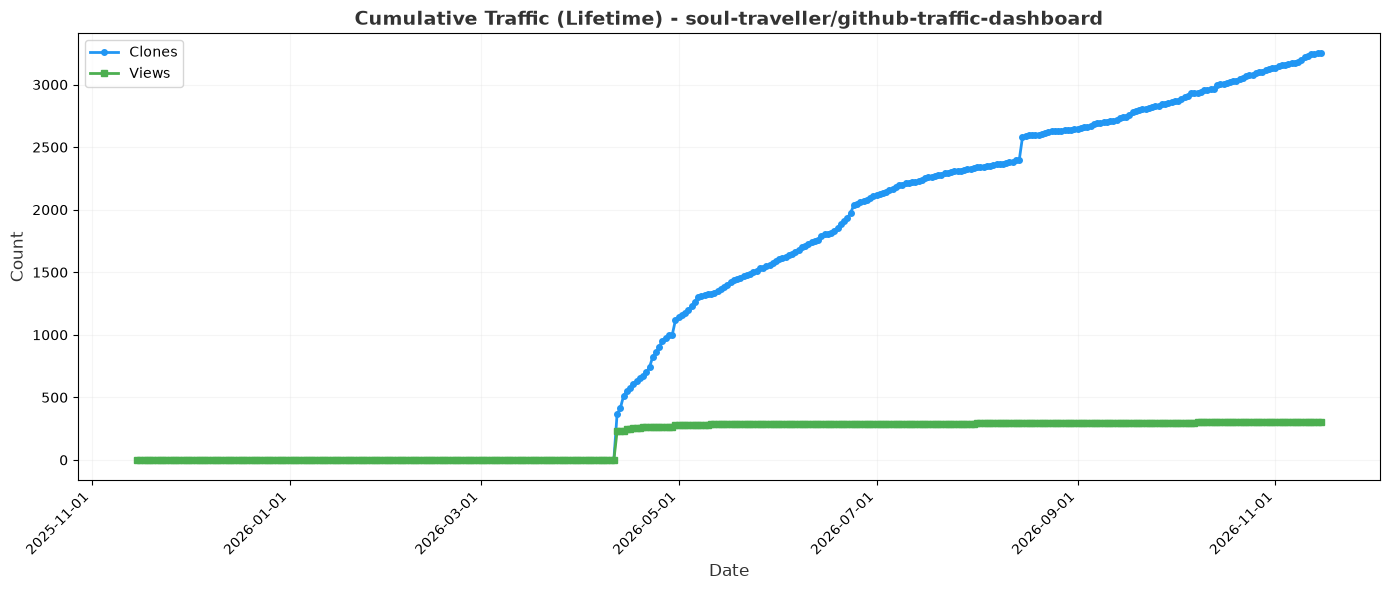 Cumulative Traffic (Lifetime) - soul-traveller/github-traffic-dashboard
Clones
Views
Count
3000
2500
2000
1500
1000
500
0
2025-11-01
2026-01-01
2026-03-01
2026-05-01
2026-07-01
2026-09-01
2026-11-01
Date